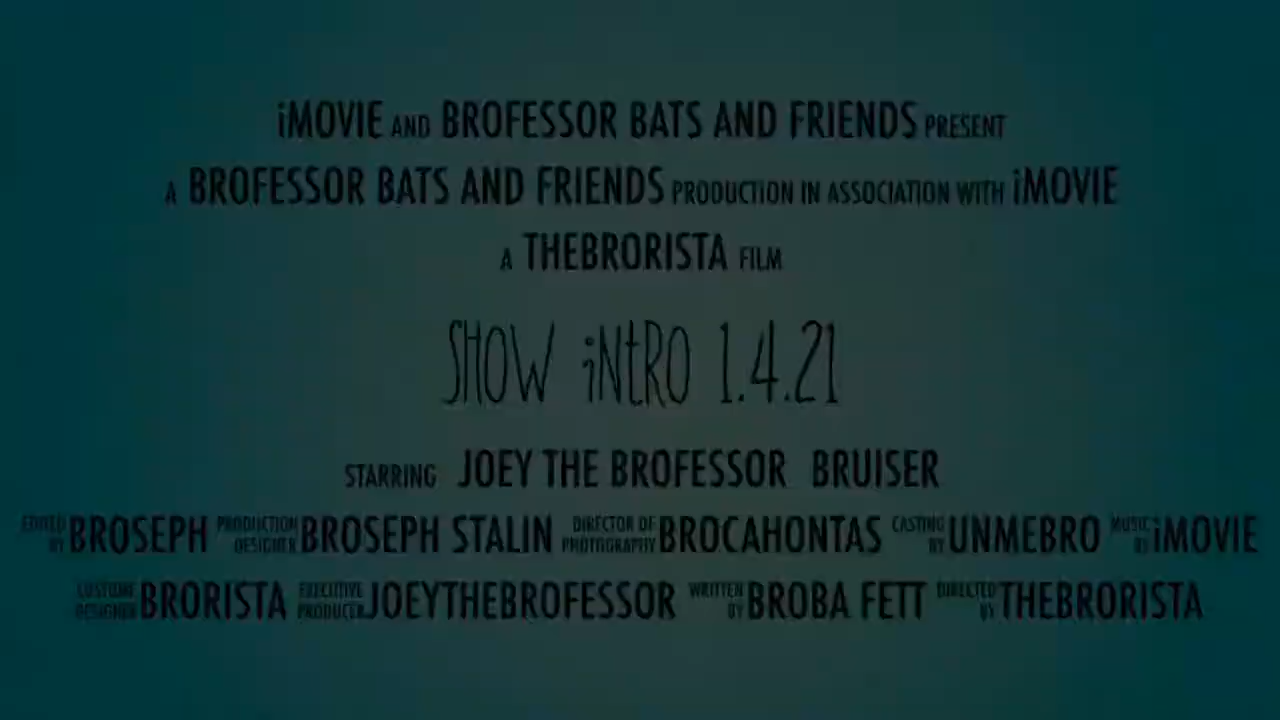 iMOVIE AND BROFESSOR BATS AND FRIENDS PRESENT
A BROFESSOR BATS AND FRIENDS PRODUCTION IN ASSOCIATION WITH iMOVIE
A THEBRORISTA FILM
SHOW iNtRO 1.4.21
STARRING JOEY THE BROFESSOR BRUISER
EDITED BY BROSEPH PRODUCTION DESIGNER BROSEPH STALIN DIRECTOR OF PHOTOGRAPHY BROCAHONTAS CASTING BY UNMEBRO MUSIC BY iMOVIE
COSTUME DESIGNER BRORISTA EXECUTIVE PRODUCER JOEYTHEBROFESSOR WRITTEN BY BROBA FETT DIRECTED BY THEBRORISTA